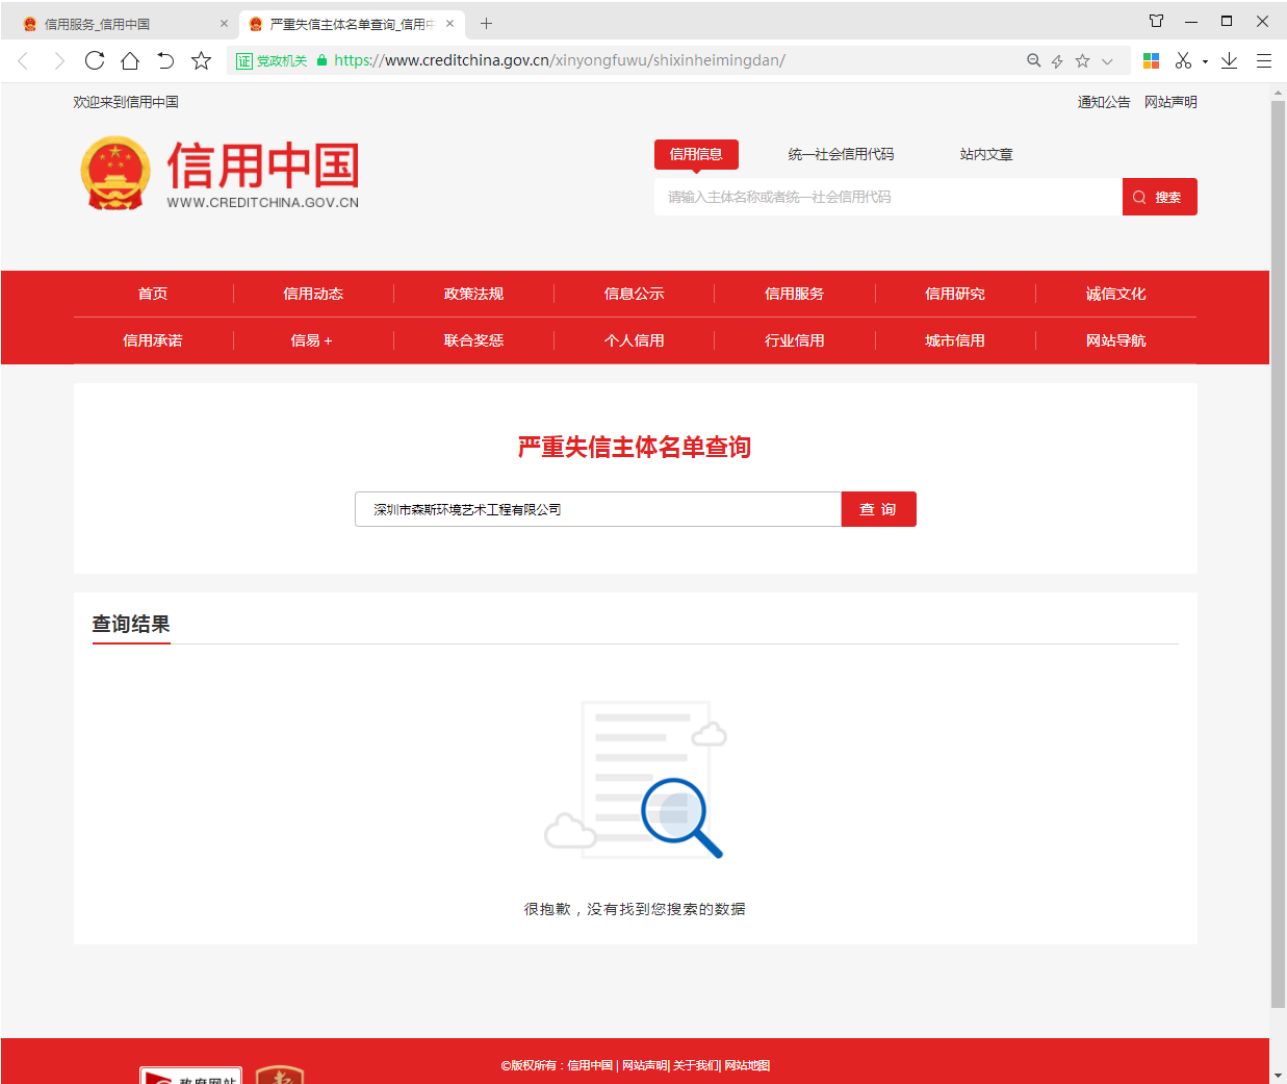 信用服务_信用中国
严重失信主体名单查询_信用中
证 党政机关 https://www.creditchina.gov.cn/xinyongfuwu/shixinheimingdan/
欢迎来到信用中国
通知公告 网站声明
信用中国
WWW.CREDITCHINA.GOV.CN
信用信息 统一社会信用代码 站内文章
请输入主体名称或者统一社会信用代码 搜索
首页 信用动态 政策法规 信息公示 信用服务 信用研究 诚信文化
信用承诺 信易+ 联合奖惩 个人信用 行业信用 城市信用 网站导航
严重失信主体名单查询
深圳市森斯环境艺术工程有限公司 查 询
查询结果
很抱歉，没有找到您搜索的数据
©版权所有：信用中国 | 网站声明| 关于我们| 网站地图
政府网站